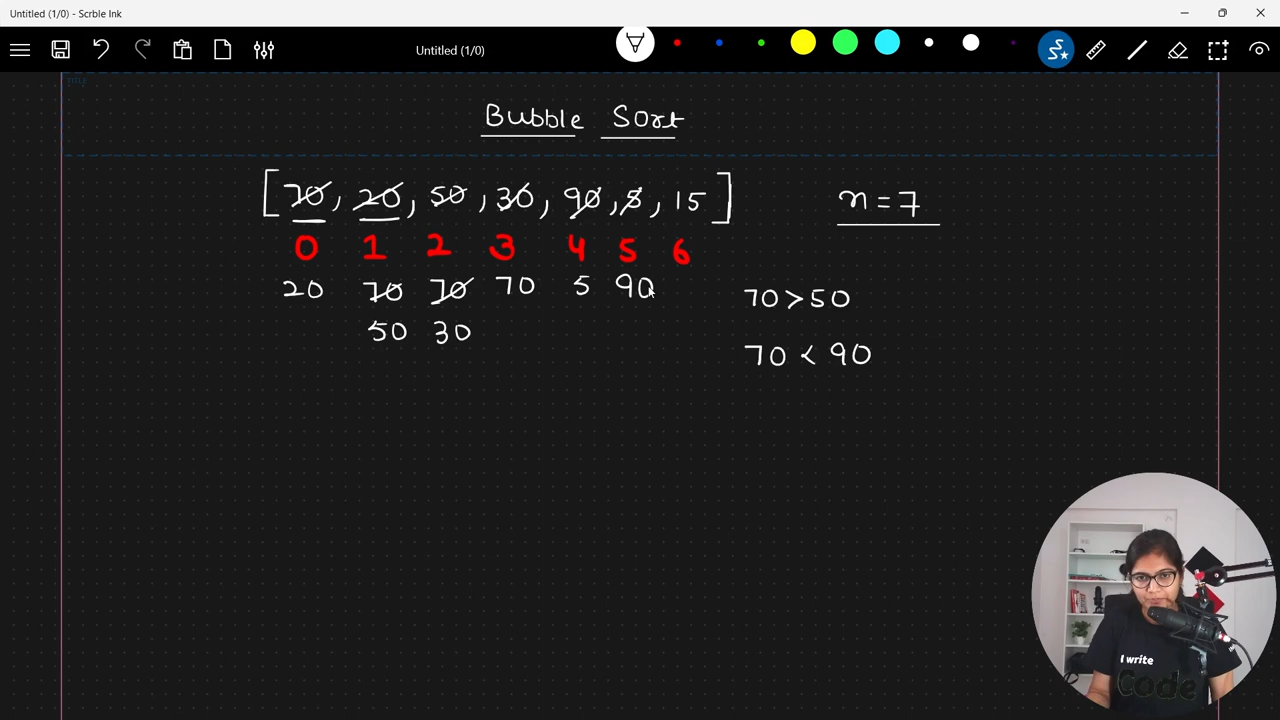 Untitled (1/0) - Scrble Ink
Untitled (1/0)
Bubble Sort
[70, 20, 50, 30, 90, 5, 15]
n = 7
0 1 2 3 4 5 6
20 70 70 70 5 90
70 > 50
50 30
70 < 90
I write
Code